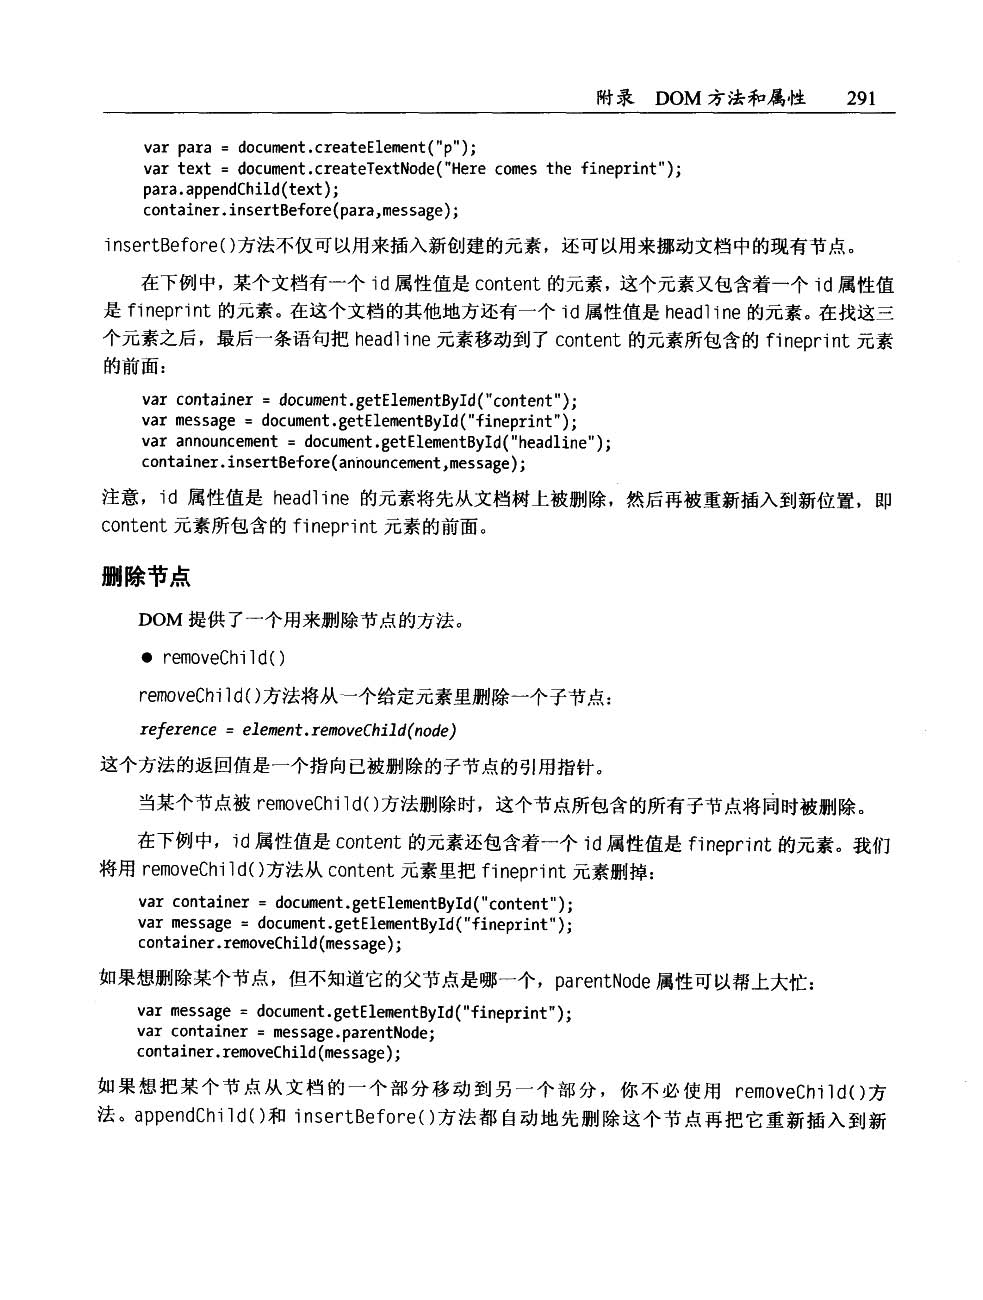 附录 DOM 方法和属性 291
var para = document.createElement("p");
var text = document.createTextNode("Here comes the fineprint");
para.appendChild(text);
container.insertBefore(para,message);
insertBefore()方法不仅可以用来插入新创建的元素，还可以用来挪动文档中的现有节点。
在下例中，某个文档有一个 id 属性值是 content 的元素，这个元素又包含着一个 id 属性值
是 fineprint 的元素。在这个文档的其他地方还有一个 id 属性值是 headline 的元素。在找这三
个元素之后，最后一条语句把 headline 元素移动到了 content 的元素所包含的 fineprint 元素
的前面：
var container = document.getElementById("content");
var message = document.getElementById("fineprint");
var announcement = document.getElementById("headline");
container.insertBefore(announcement,message);
注意，id 属性值是 headline 的元素将先从文档树上被删除，然后再被重新插入到新位置，即
content 元素所包含的 fineprint 元素的前面。
删除节点
DOM 提供了一个用来删除节点的方法。
● removeChild()
removeChild()方法将从一个给定元素里删除一个子节点：
reference = element.removeChild(node)
这个方法的返回值是一个指向已被删除的子节点的引用指针。
当某个节点被 removeChild()方法删除时，这个节点所包含的所有子节点将同时被删除。
在下例中，id 属性值是 content 的元素还包含着一个 id 属性值是 fineprint 的元素。我们
将用 removeChild()方法从 content 元素里把 fineprint 元素删掉：
var container = document.getElementById("content");
var message = document.getElementById("fineprint");
container.removeChild(message);
如果想删除某个节点，但不知道它的父节点是哪一个，parentNode 属性可以帮上大忙：
var message = document.getElementById("fineprint");
var container = message.parentNode;
container.removeChild(message);
如果想把某个节点从文档的一个部分移动到另一个部分，你不必使用 removeChild()方
法。appendChild()和 insertBefore()方法都自动地先删除这个节点再把它重新插入到新